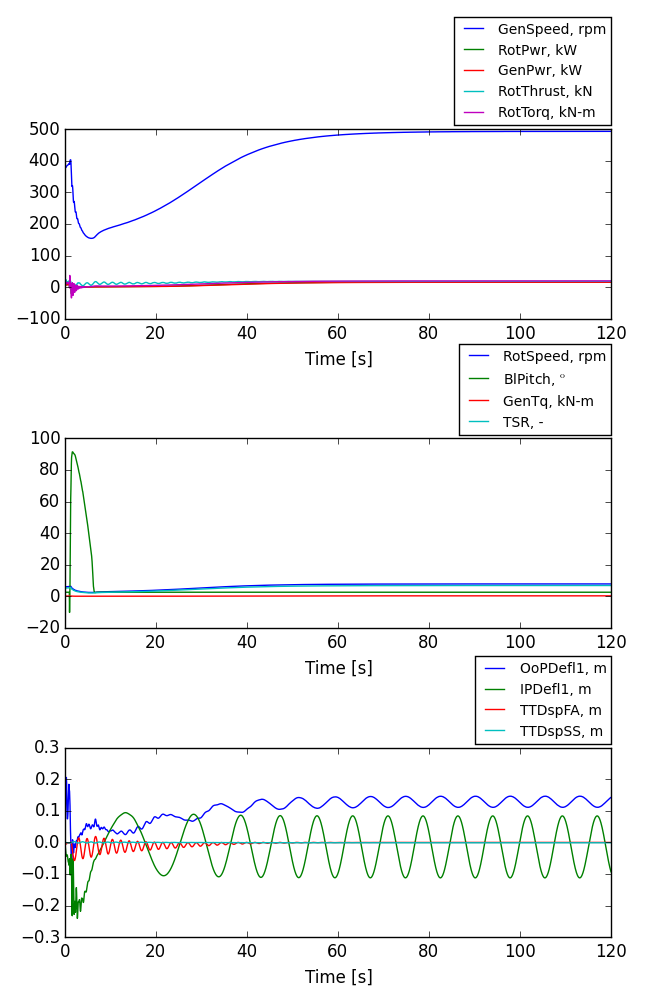 GenSpeed, rpm
RotPwr, kW
GenPwr, kW
RotThrust, kN
RotTorq, kN-m
500
400
300
200
100
0
−100
0 20 40 60 80 100 120
Time [s]
RotSpeed, rpm
BlPitch, °
GenTq, kN-m
TSR, -
100
80
60
40
20
0
−20
0 20 40 60 80 100 120
Time [s]
OoPDefl1, m
IPDefl1, m
TTDspFA, m
TTDspSS, m
0.3
0.2
0.1
0.0
−0.1
−0.2
−0.3
0 20 40 60 80 100 120
Time [s]